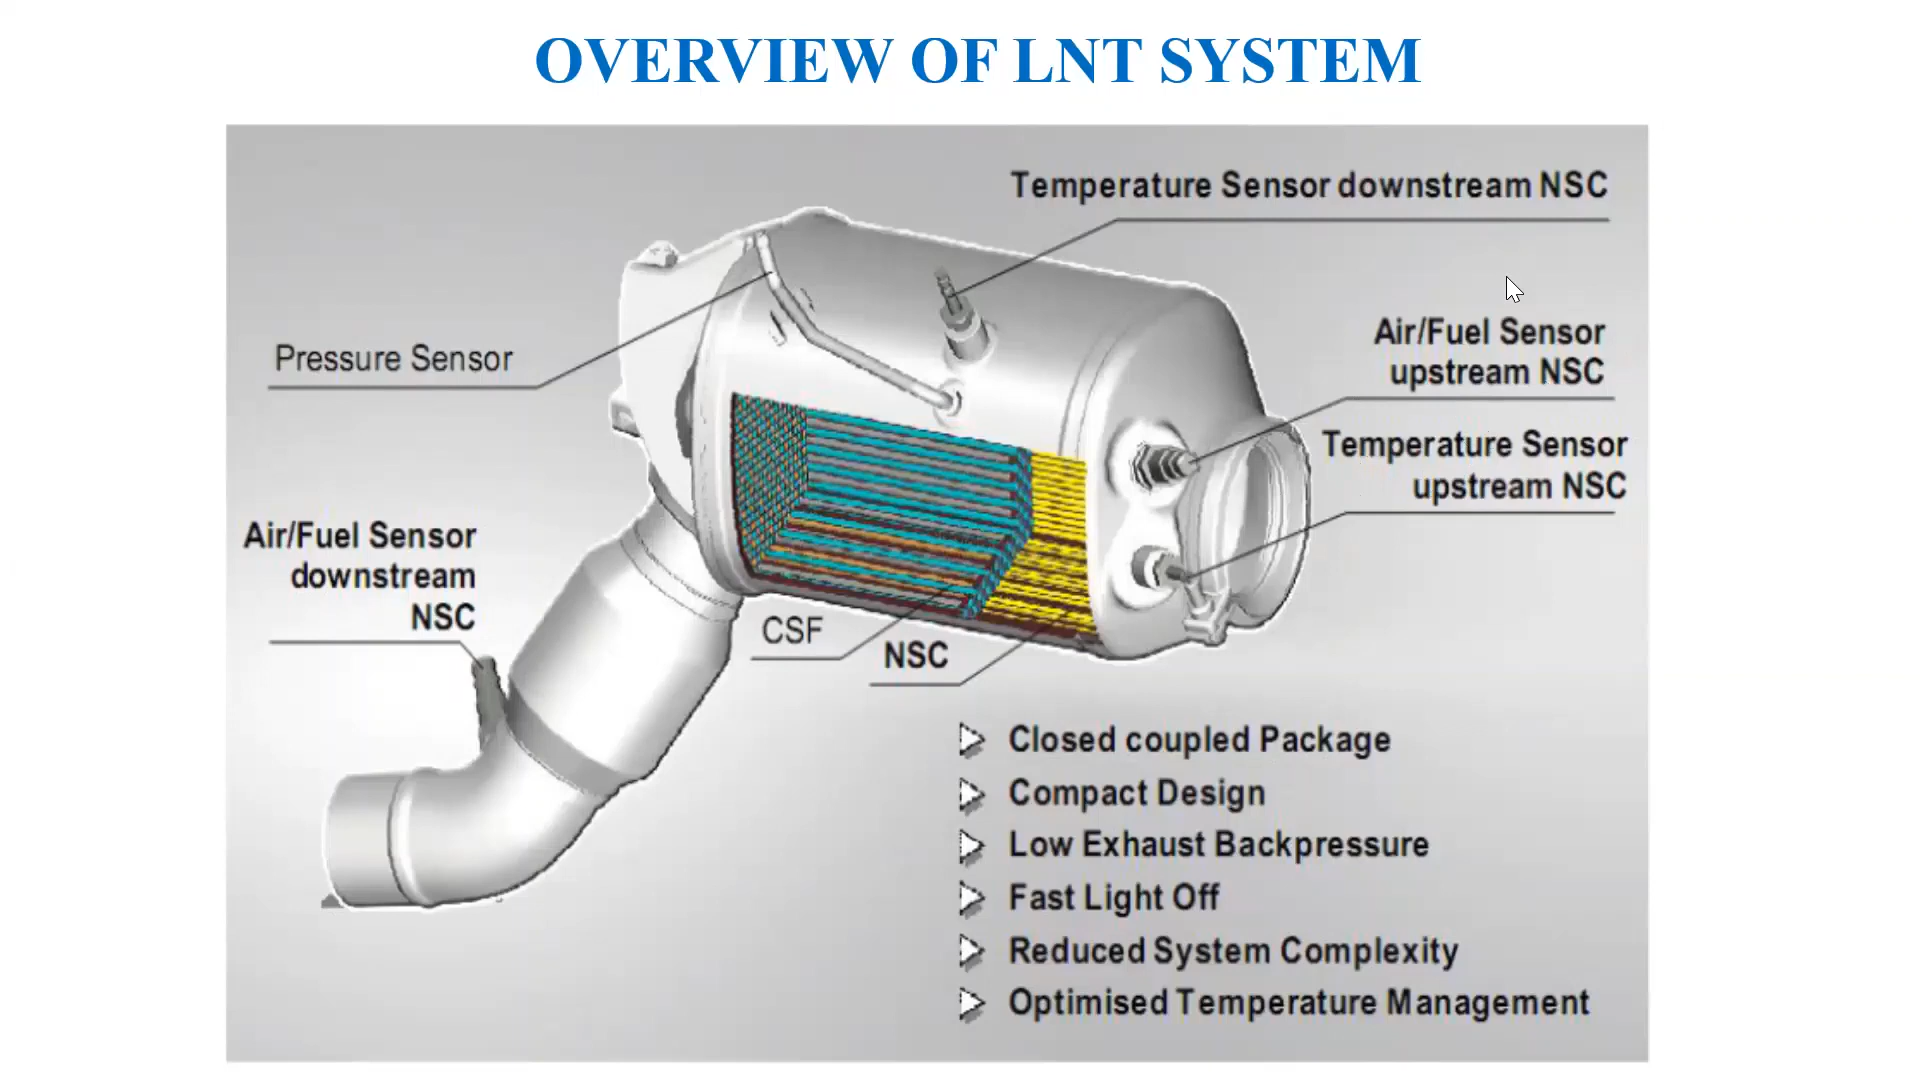 OVERVIEW OF LNT SYSTEM
Temperature Sensor downstream NSC
Air/Fuel Sensor
upstream NSC
Pressure Sensor
Temperature Sensor
upstream NSC
Air/Fuel Sensor
downstream
NSC
CSF
NSC
Closed coupled Package
Compact Design
Low Exhaust Backpressure
Fast Light Off
Reduced System Complexity
Optimised Temperature Management